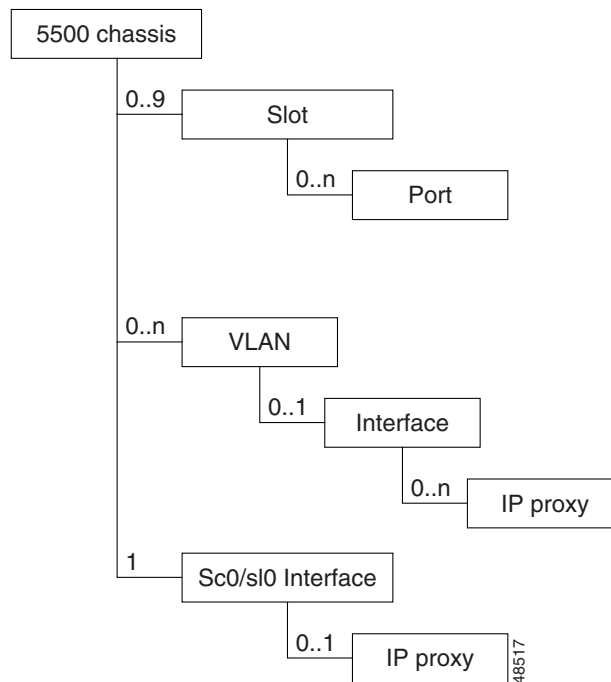 5500 chassis
0..9
Slot
0..n
Port
0..n
VLAN
0..1
Interface
0..n
IP proxy
1
Sc0/sl0 Interface
0..1
IP proxy
48517